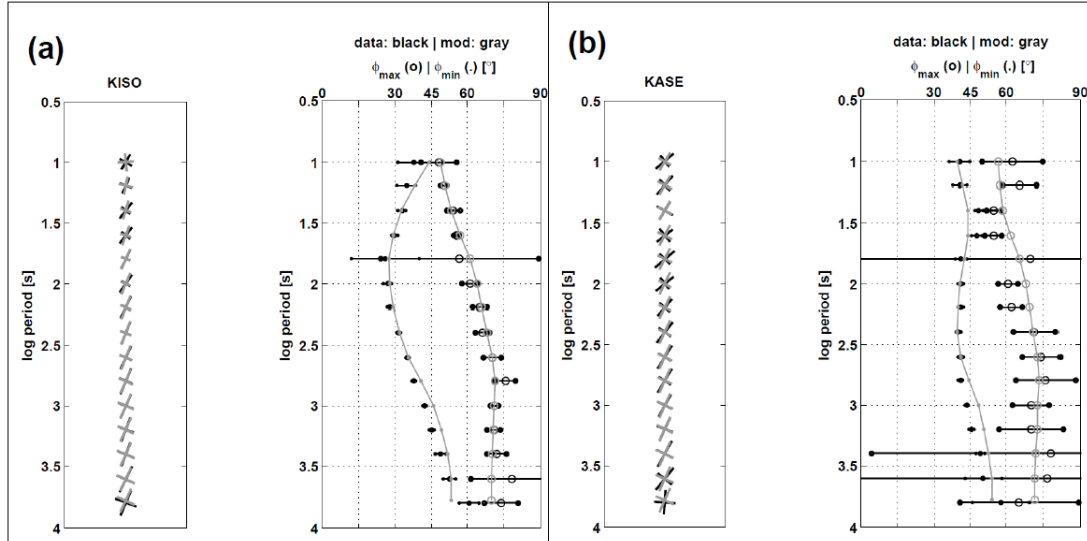 (a)
data: black | mod: gray
ϕmax (o) | ϕmin (.) [°]
KISO
0 15 30 45 60 75 90
0.5
1
1.5
2
2.5
3
3.5
4
log period [s]
0.5
1
1.5
2
2.5
3
3.5
4
log period [s]
(b)
data: black | mod: gray
ϕmax (o) | ϕmin (.) [°]
KASE
0 15 30 45 60 75 90
0.5
1
1.5
2
2.5
3
3.5
4
log period [s]
0.5
1
1.5
2
2.5
3
3.5
4
log period [s]